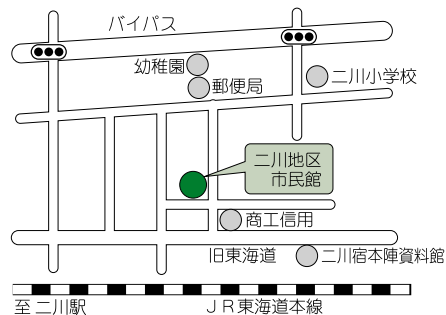 バイパス
幼稚園
郵便局
二川小学校
二川地区
市民館
商工信用
旧東海道
二川宿本陣資料館
至 二川駅
JR東海道本線